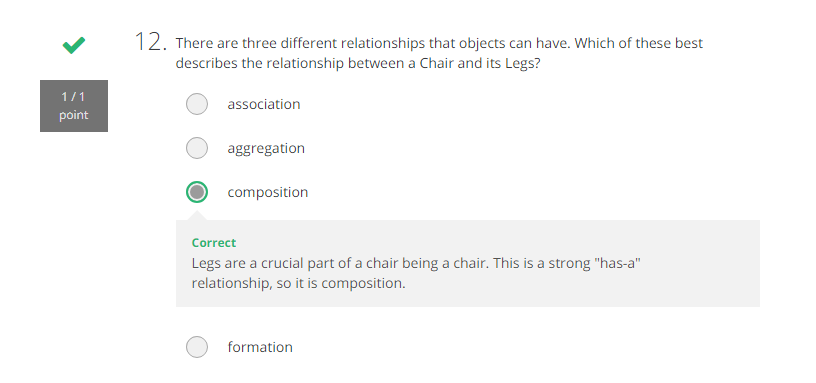 12. There are three different relationships that objects can have. Which of these best
describes the relationship between a Chair and its Legs?
1 / 1
point
association
aggregation
composition
Correct
Legs are a crucial part of a chair being a chair. This is a strong "has-a"
relationship, so it is composition.
formation